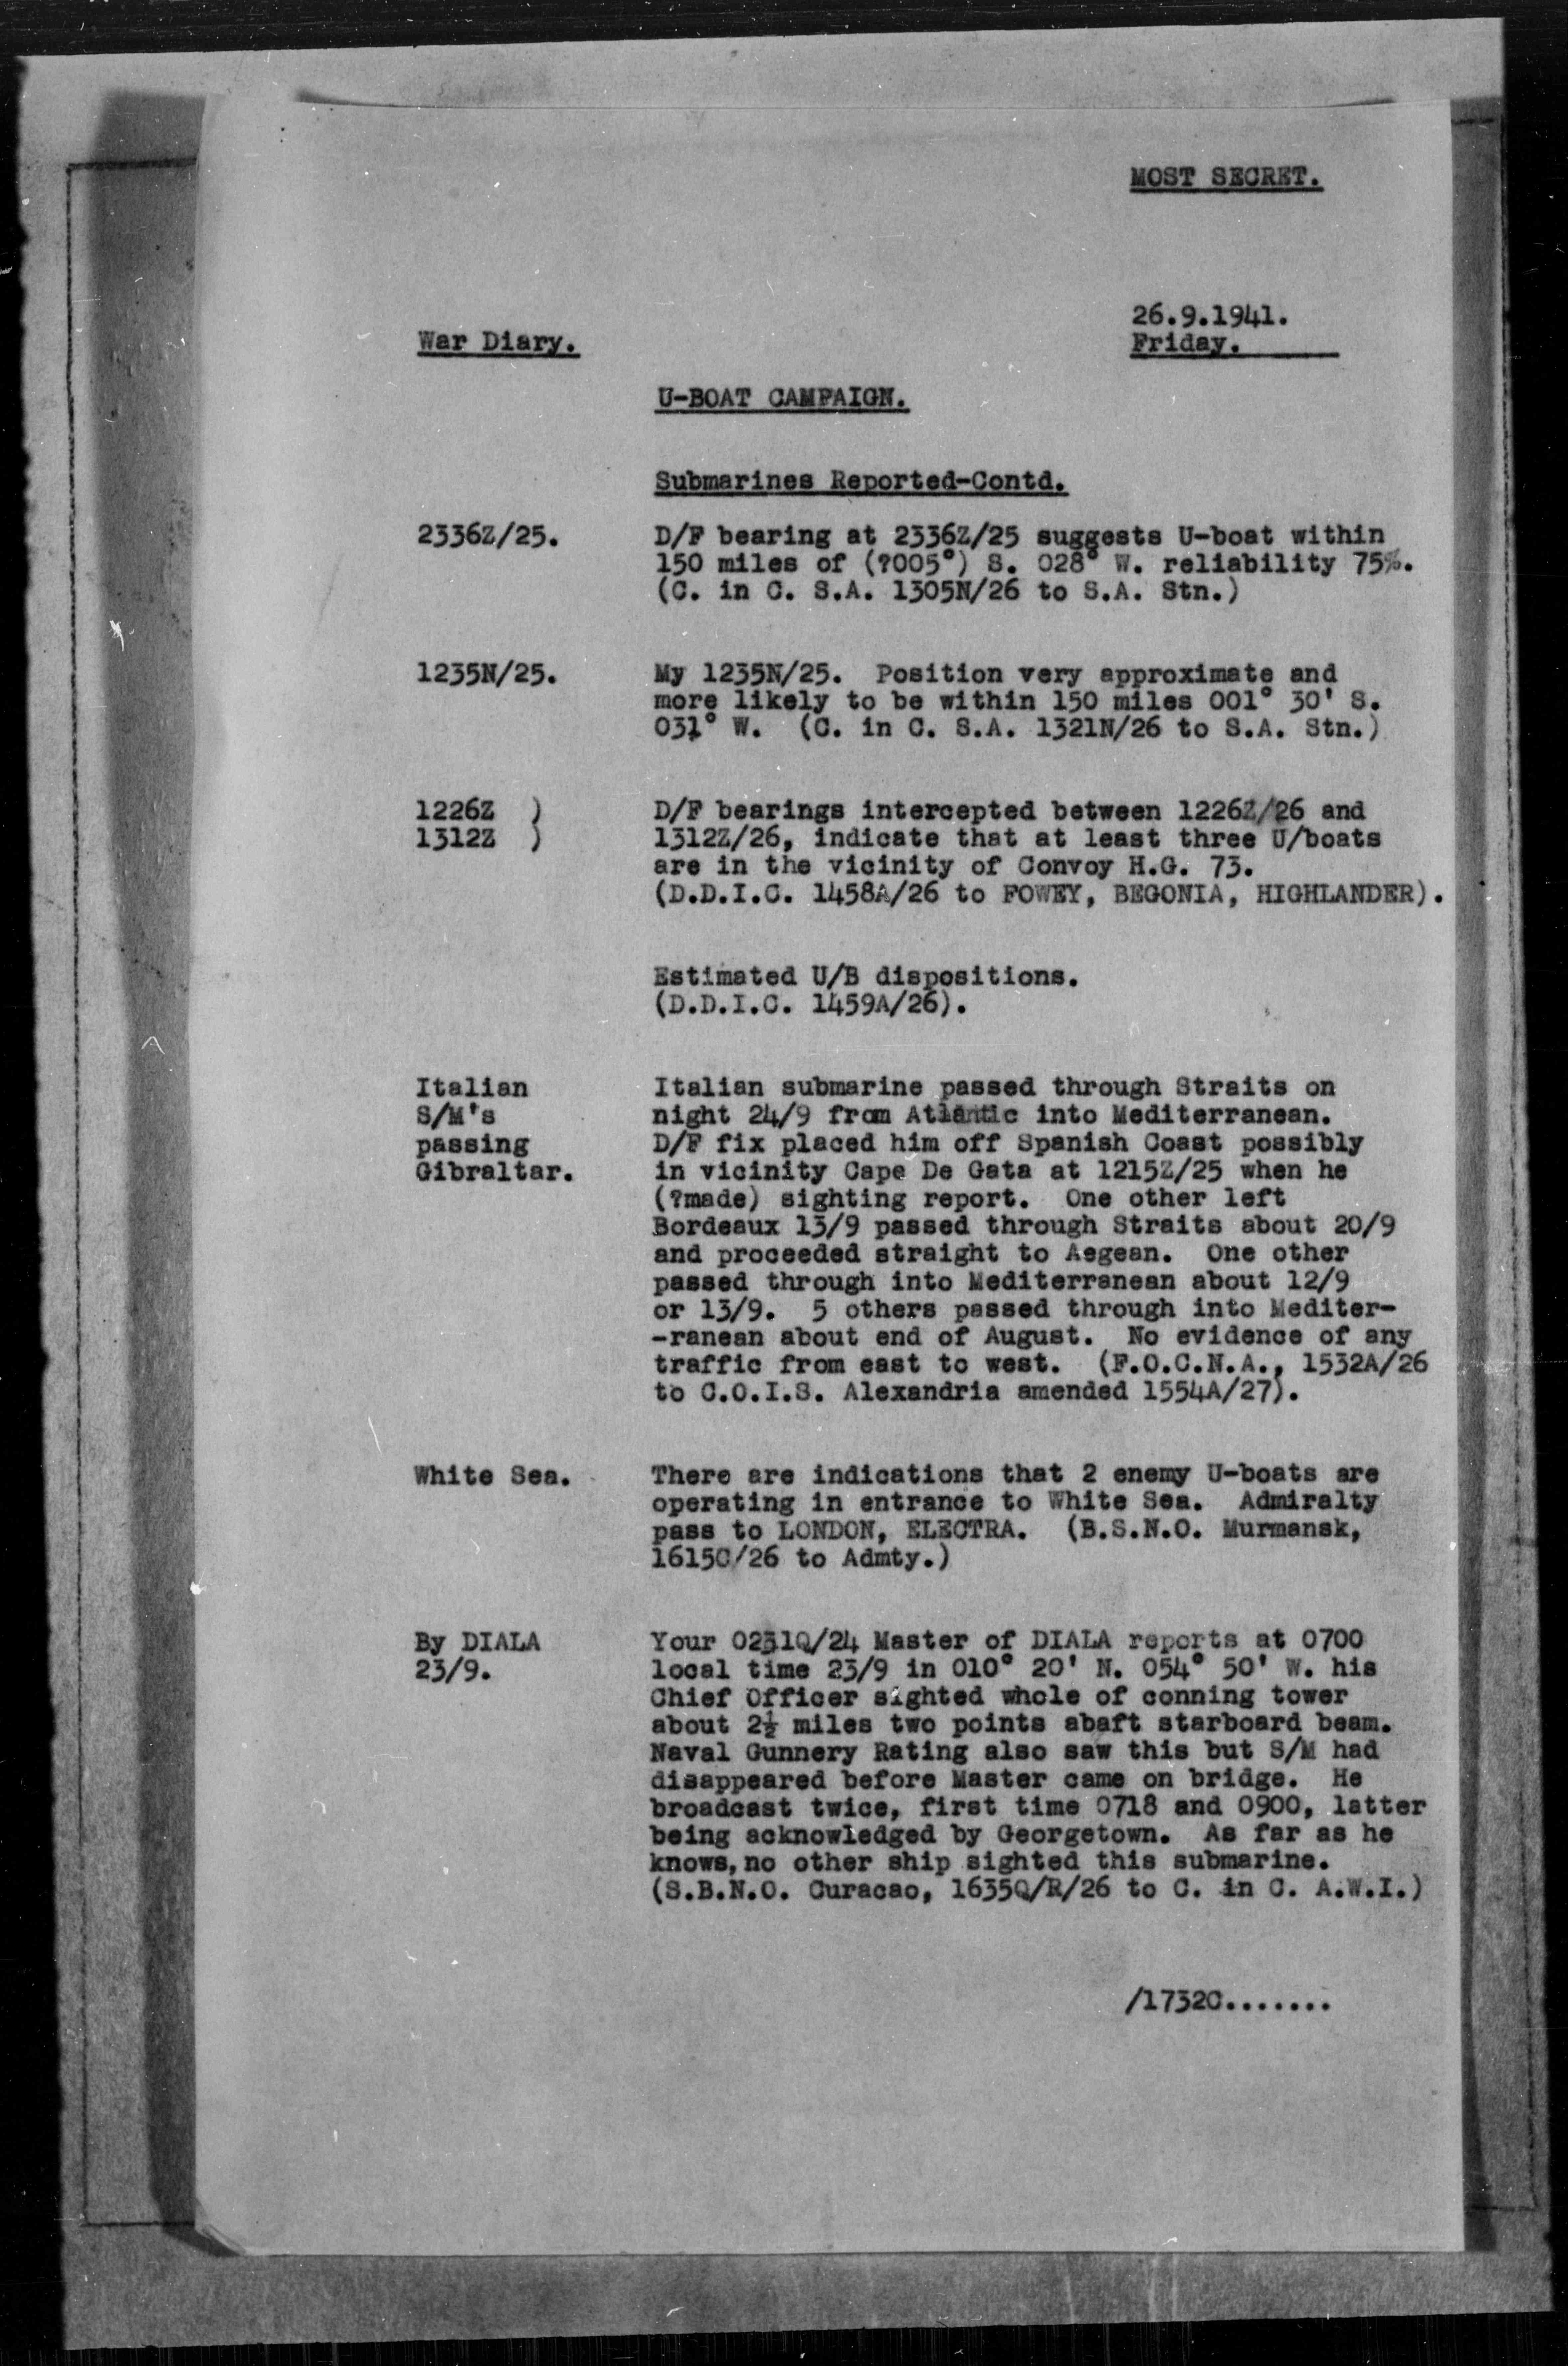 MOST SECRET.
26.9.1941.
War Diary. Friday.
U-BOAT CAMPAIGN.
Submarines Reported-Contd.
2336Z/25. D/F bearing at 2336Z/25 suggests U-boat within
150 miles of (?005°) S. 028° W. reliability 75%.
(C. in C. S.A. 1305N/26 to S.A. Stn.)
1235N/25. My 1235N/25. Position very approximate and
more likely to be within 150 miles 001° 30' S.
031° W. (C. in C. S.A. 1321N/26 to S.A. Stn.)
1226Z ) D/F bearings intercepted between 1226Z/26 and
1312Z ) 1312Z/26, indicate that at least three U/boats
are in the vicinity of Convoy H.G. 73.
(D.D.I.C. 1458A/26 to FOWEY, BEGONIA, HIGHLANDER).
Estimated U/B dispositions.
(D.D.I.C. 1459A/26).
Italian Italian submarine passed through Straits on
S/M's night 24/9 from Atlantic into Mediterranean.
passing D/F fix placed him off Spanish Coast possibly
Gibraltar. in vicinity Cape De Gata at 1215Z/25 when he
(?made) sighting report. One other left
Bordeaux 13/9 passed through Straits about 20/9
and proceeded straight to Aegean. One other
passed through into Mediterranean about 12/9
or 13/9. 5 others passed through into Mediter-
-ranean about end of August. No evidence of any
traffic from east to west. (F.O.C.N.A., 1532A/26
to C.O.I.S. Alexandria amended 1554A/27).
White Sea. There are indications that 2 enemy U-boats are
operating in entrance to White Sea. Admiralty
pass to LONDON, ELECTRA. (B.S.N.O. Murmansk,
1615C/26 to Admty.)
By DIALA Your 0231Q/24 Master of DIALA reports at 0700
23/9. local time 23/9 in 010° 20' N. 054° 50' W. his
Chief Officer sighted whole of conning tower
about 2½ miles two points abaft starboard beam.
Naval Gunnery Rating also saw this but S/M had
disappeared before Master came on bridge. He
broadcast twice, first time 0718 and 0900, latter
being acknowledged by Georgetown. As far as he
knows, no other ship sighted this submarine.
(S.B.N.O. Curacao, 1635Q/R/26 to C. in C. A.W.I.)
/1732C.......